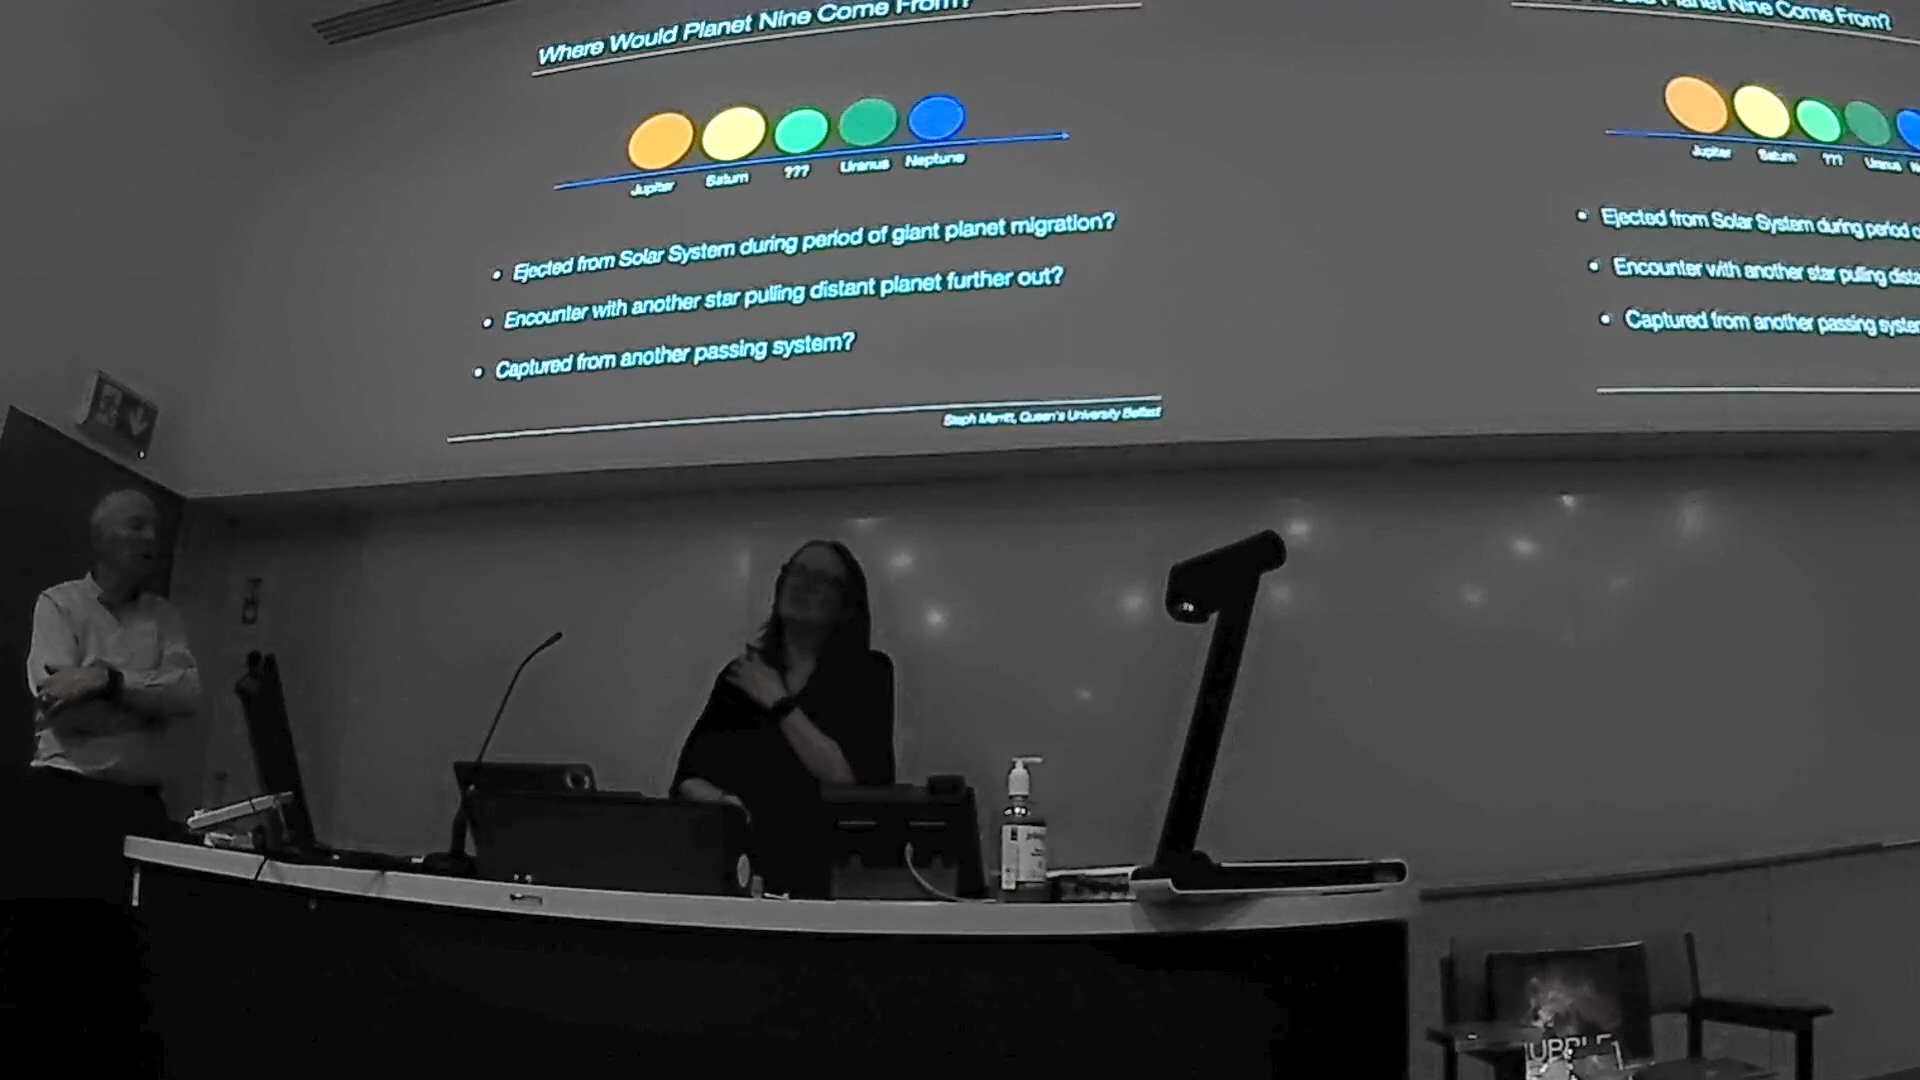 Where Would Planet Nine Come From?
Jupiter Saturn ??? Uranus Neptune
• Ejected from Solar System during period of giant planet migration?
• Encounter with another star pulling distant planet further out?
• Captured from another passing system?
Steph Merritt, Queen's University Belfast
Planet Nine Come From?
Jupiter Saturn ??? Uranus
• Ejected from Solar System during period
• Encounter with another star pulling
• Captured from another passing
HUBBLE